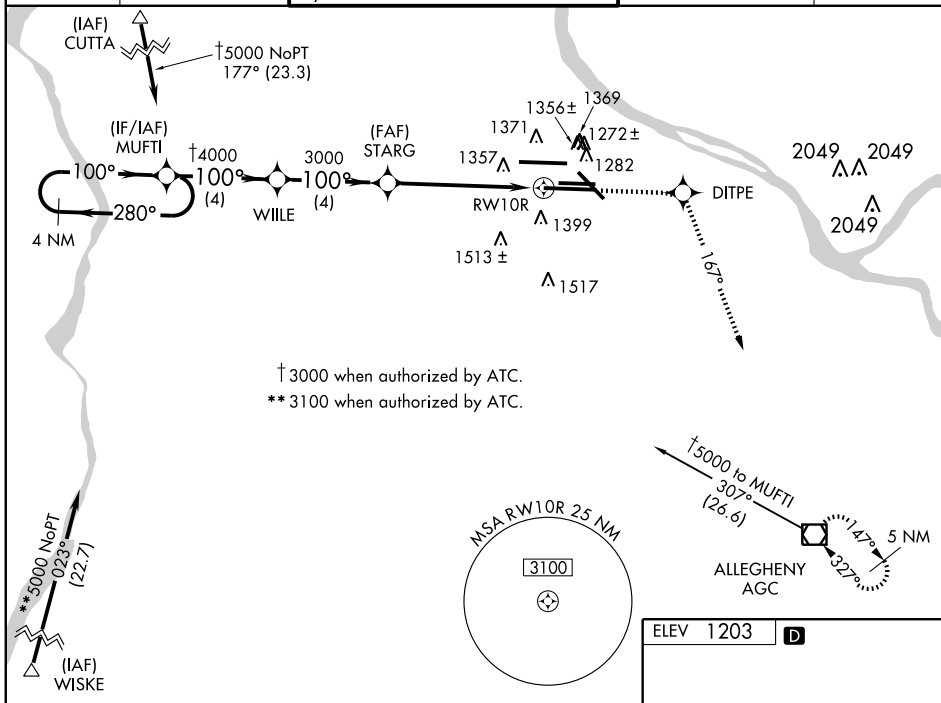 (IAF)
CUTTA
†5000 NoPT
177° (23.3)
(IF/IAF)
MUFTI
†4000
100°
(4)
100°
280°
4 NM
WIILE
3000
100°
(4)
(FAF)
STARG
1356±
1369
1371
1272±
1357
1282
RW10R
1399
1513 ±
1517
DITPE
167°
2049
2049
2049
†3000 when authorized by ATC.
**3100 when authorized by ATC.
**5000 NoPT
023°
(22.7)
(IAF)
WISKE
MSA RW10R 25 NM
3100
†5000 to MUFTI
307°
(26.6)
147°
327°
5 NM
ALLEGHENY
AGC
ELEV 1203 D